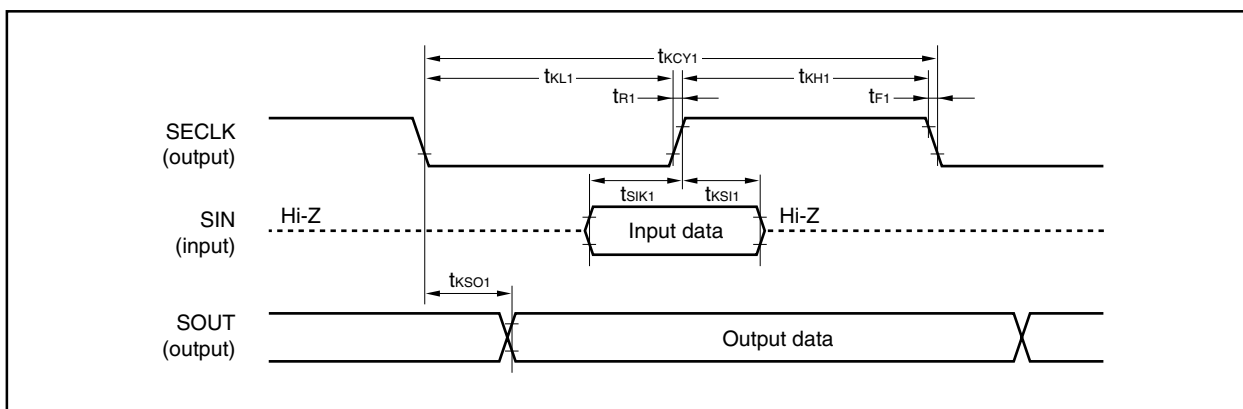 tKCY1
tKL1
tKH1
tR1
tF1
SECLK
(output)
tSIK1
tKSI1
SIN
(input)
Hi-Z
Input data
Hi-Z
tKSO1
SOUT
(output)
Output data